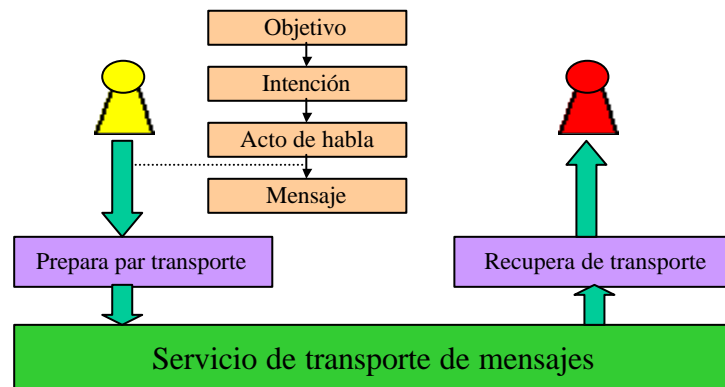 Objetivo
Intención
Acto de habla
Mensaje
Prepara par transporte
Recupera de transporte
Servicio de transporte de mensajes